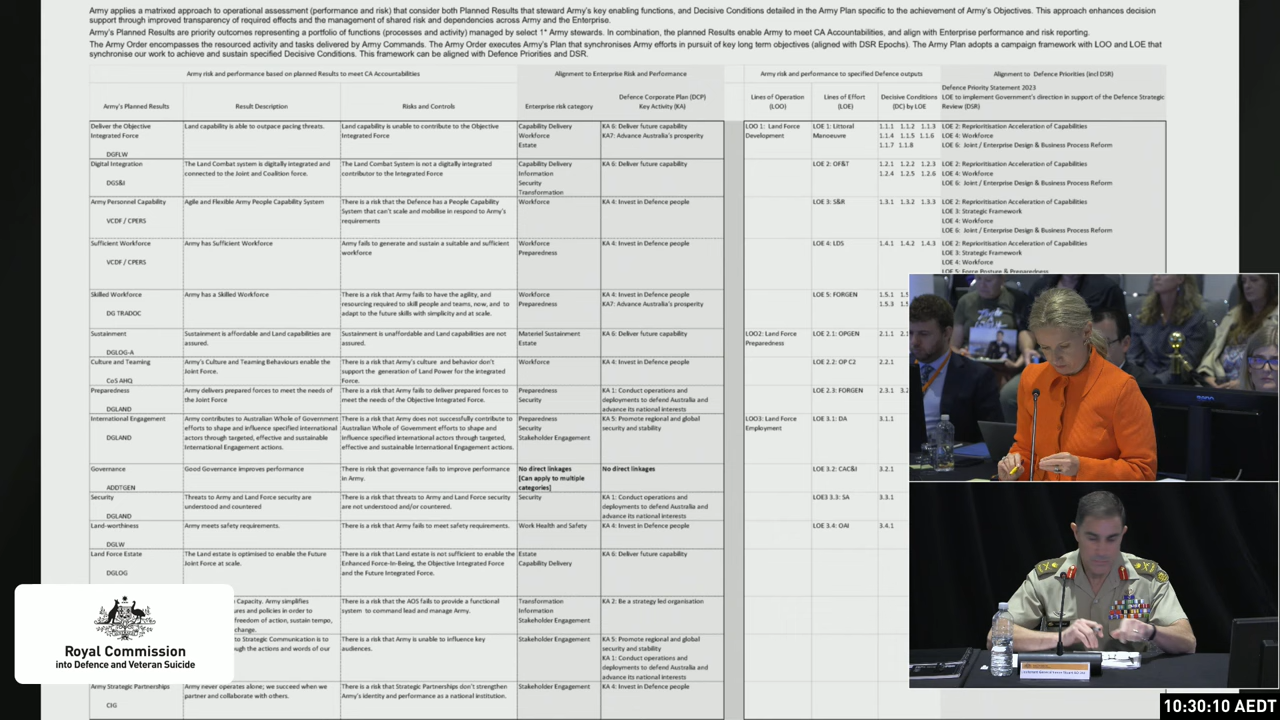 Army applies a matrixed approach to operational assessment (performance and risk) that consider both Planned Results that steward Army's key enabling functions, and Decisive Conditions detailed in the Army Plan specific to the achievement of Army's Objectives. This approach enhances decision
support through improved transparency of required effects and the management of shared risk and dependencies across Army and the Enterprise.
Army's Planned Results are priority outcomes representing a portfolio of functions (processes and activity) managed by select 1* Army stewards. In combination, the planned Results enable Army to meet CA Accountabilities, and align with Enterprise performance and risk reporting.
The Army Order encompasses the resourced activity and tasks delivered by Army Commands. The Army Order executes Army's Plan that synchronises Army efforts in pursuit of key long term objectives (aligned with DSR Epochs). The Army Plan adopts a campaign framework with LOO and LOE that
synchronise our work to achieve and sustain specified Decisive Conditions. This framework can be aligned with Defence Priorities and DSR.
Army risk and performance based on planned Results to meet CA Accountabilities
Alignment to Enterprise Risk and Performance
Army risk and performance to specified Defence outputs
Alignment to Defence Priorities (incl DSR)
Army's Planned Results
Result Description
Risks and Controls
Enterprise risk category
Defence Corporate Plan (DCP)
Key Activity (KA)
Lines of Operation
(LOO)
Lines of Effort
(LOE)
Decisive Conditions
(DC) by LOE
Defence Priority Statement 2023
LOE to implement Government's direction in support of the Defence Strategic
Review (DSR)
Deliver the Objective
Integrated Force
DGFLW
Land capability is able to outpace pacing threats.
Land capability is unable to contribute to the Objective
Integrated Force
Capability Delivery
Workforce
Estate
KA 6: Deliver future capability
KA7: Advance Australia's prosperity
LOO 1: Land Force
Development
LOE 1: Littoral
Manoeuvre
1.1.1 1.1.2 1.1.3
1.1.4 1.1.5 1.1.6
1.1.7 1.1.8
LOE 2: Reprioritisation Acceleration of Capabilities
LOE 4: Workforce
LOE 6: Joint / Enterprise Design & Business Process Reform
Digital Integration
DGS&I
The Land Combat system is digitally integrated and
connected to the Joint and Coalition force.
The Land Combat System is not a digitally integrated
contributor to the Integrated Force
Capability Delivery
Information
Security
Transformation
KA 6: Deliver future capability
LOE 2: OF&T
1.2.1 1.2.2 1.2.3
1.2.4 1.2.5 1.2.6
LOE 2: Reprioritisation Acceleration of Capabilities
LOE 4: Workforce
LOE 6: Joint / Enterprise Design & Business Process Reform
Army Personnel Capability
VCDF / CPERS
Agile and Flexible Army People Capability System
There is a risk that the Defence has a People Capability
System that can't scale and mobilise in respond to Army's
requirements
Workforce
KA 4: Invest in Defence people
LOE 3: S&R
1.3.1 1.3.2 1.3.3
LOE 2: Reprioritisation Acceleration of Capabilities
LOE 3: Strategic Framework
LOE 4: Workforce
LOE 6: Joint / Enterprise Design & Business Process Reform
Sufficient Workforce
VCDF / CPERS
Army has Sufficient Workforce
Army fails to generate and sustain a suitable and sufficient
workforce
Workforce
Preparedness
KA 4: Invest in Defence people
LOE 4: LDS
1.4.1 1.4.2 1.4.3
LOE 2: Reprioritisation Acceleration of Capabilities
LOE 3: Strategic Framework
LOE 4: Workforce
LOE 5: Force Posture & Preparedness
Skilled Workforce
DG TRADOC
Army has a Skilled Workforce
There is a risk that Army fails to have the agility, and
resourcing required to skill people and teams, now, and to
adapt to the future skills with simplicity and at scale.
Workforce
Preparedness
KA 4: Invest in Defence people
KA7: Advance Australia's prosperity
LOE 5: FORGEN
1.5.1
1.5.3
Sustainment
DGLOG-A
Sustainment is affordable and Land capabilities are
assured.
Sustainment is unaffordable and Land capabilities are not
assured.
Materiel Sustainment
Estate
KA 6: Deliver future capability
LOO2: Land Force
Preparedness
LOE 2.1: OPGEN
2.1.1
Culture and Teaming
CoS AHQ
Army's Culture and Teaming Behaviours enable the
Joint Force.
There is a risk that Army's culture and behavior don't
support the generation of Land Power for the integrated
Force.
Workforce
KA 4: Invest in Defence people
LOE 2.2: OP C2
2.2.1
Preparedness
DGLAND
Army delivers prepared forces to meet the needs of
the Joint Force
There is a risk that Army fails to deliver prepared forces to
meet the needs of the Objective Integrated Force.
Preparedness
Security
KA 1: Conduct operations and
deployments to defend Australia and
advance its national interests
LOE 2.3: FORGEN
2.3.1
International Engagement
DGLAND
Army contributes to Australian Whole of Government
efforts to shape and influence specified international
actors through targeted, effective and sustainable
International Engagement actions.
There is a risk that Army does not successfully contribute to
Australian Whole of Government efforts to shape and
influence specified international actors through targeted,
effective and sustainable International Engagement actions.
Preparedness
Security
Stakeholder Engagement
KA 5: Promote regional and global
security and stability
LOO3: Land Force
Employment
LOE 3.1: DA
3.1.1
Governance
ADDTGEN
Good Governance improves performance
There is risk that governance fails to improve performance
in Army.
No direct linkages
[Can apply to multiple
categories]
No direct linkages
LOE 3.2: CAC&I
3.2.1
Security
DGLAND
Threats to Army and Land Force security are
understood and countered
There is a risk that threats to Army and Land Force security
are not understood and/or countered.
Security
KA 1: Conduct operations and
deployments to defend Australia and
advance its national interests
LOE3 3.3: SA
3.3.1
Land-worthiness
DGLW
Army meets safety requirements.
There is a risk that Army fails to meet safety requirements.
Work Health and Safety
KA 4: Invest in Defence people
LOE 3.4: OAI
3.4.1
Land Force Estate
DGLOG
The Land estate is optimised to enable the Future
Joint Force at scale.
There is a risk that Land estate is not sufficient to enable the
Enhanced Force-In-Being, the Objective Integrated Force
and the Future Integrated Force.
Estate
Capability Delivery
KA 6: Deliver future capability
Capacity. Army simplifies
and policies in order to
freedom of action, sustain tempo,
change.
There is a risk that the AOS fails to provide a functional
system to command lead and manage Army.
Transformation
Information
Stakeholder Engagement
KA 2: Be a strategy led organisation
to Strategic Communication is to
the actions and words of our
There is a risk that Army is unable to influence key
audiences.
Stakeholder Engagement
KA 5: Promote regional and global
security and stability
KA 1: Conduct operations and
deployments to defend Australia and
advance its national interests
Army Strategic Partnerships
CIG
Army never operates alone; we succeed when we
partner and collaborate with others.
There is a risk that Strategic Partnerships don't strengthen
Army's identity and performance as a national institution.
Stakeholder Engagement
KA 4: Invest in Defence people
Royal Commission
into Defence and Veteran Suicide
10:30:10 AEDT